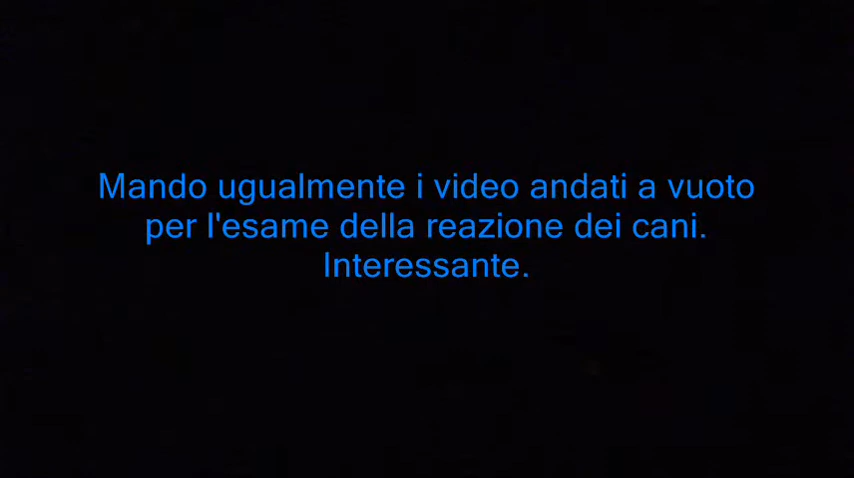 Mando ugualmente i video andati a vuoto
per l'esame della reazione dei cani.
Interessante.